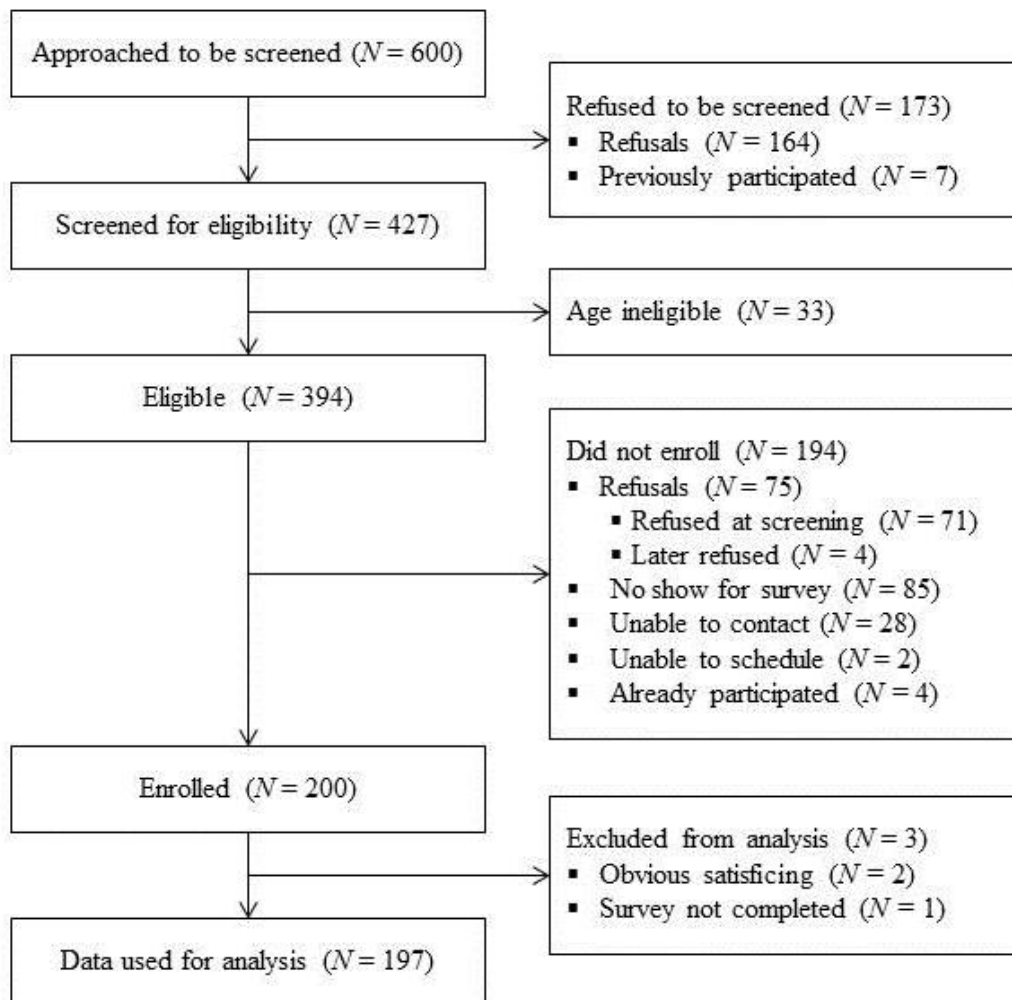 Approached to be screened (N = 600)
Refused to be screened (N = 173)
▪ Refusals (N = 164)
▪ Previously participated (N = 7)
Screened for eligibility (N = 427)
Age ineligible (N = 33)
Eligible (N = 394)
Did not enroll (N = 194)
▪ Refusals (N = 75)
▪ Refused at screening (N = 71)
▪ Later refused (N = 4)
▪ No show for survey (N = 85)
▪ Unable to contact (N = 28)
▪ Unable to schedule (N = 2)
▪ Already participated (N = 4)
Enrolled (N = 200)
Excluded from analysis (N = 3)
▪ Obvious satisficing (N = 2)
▪ Survey not completed (N = 1)
Data used for analysis (N = 197)